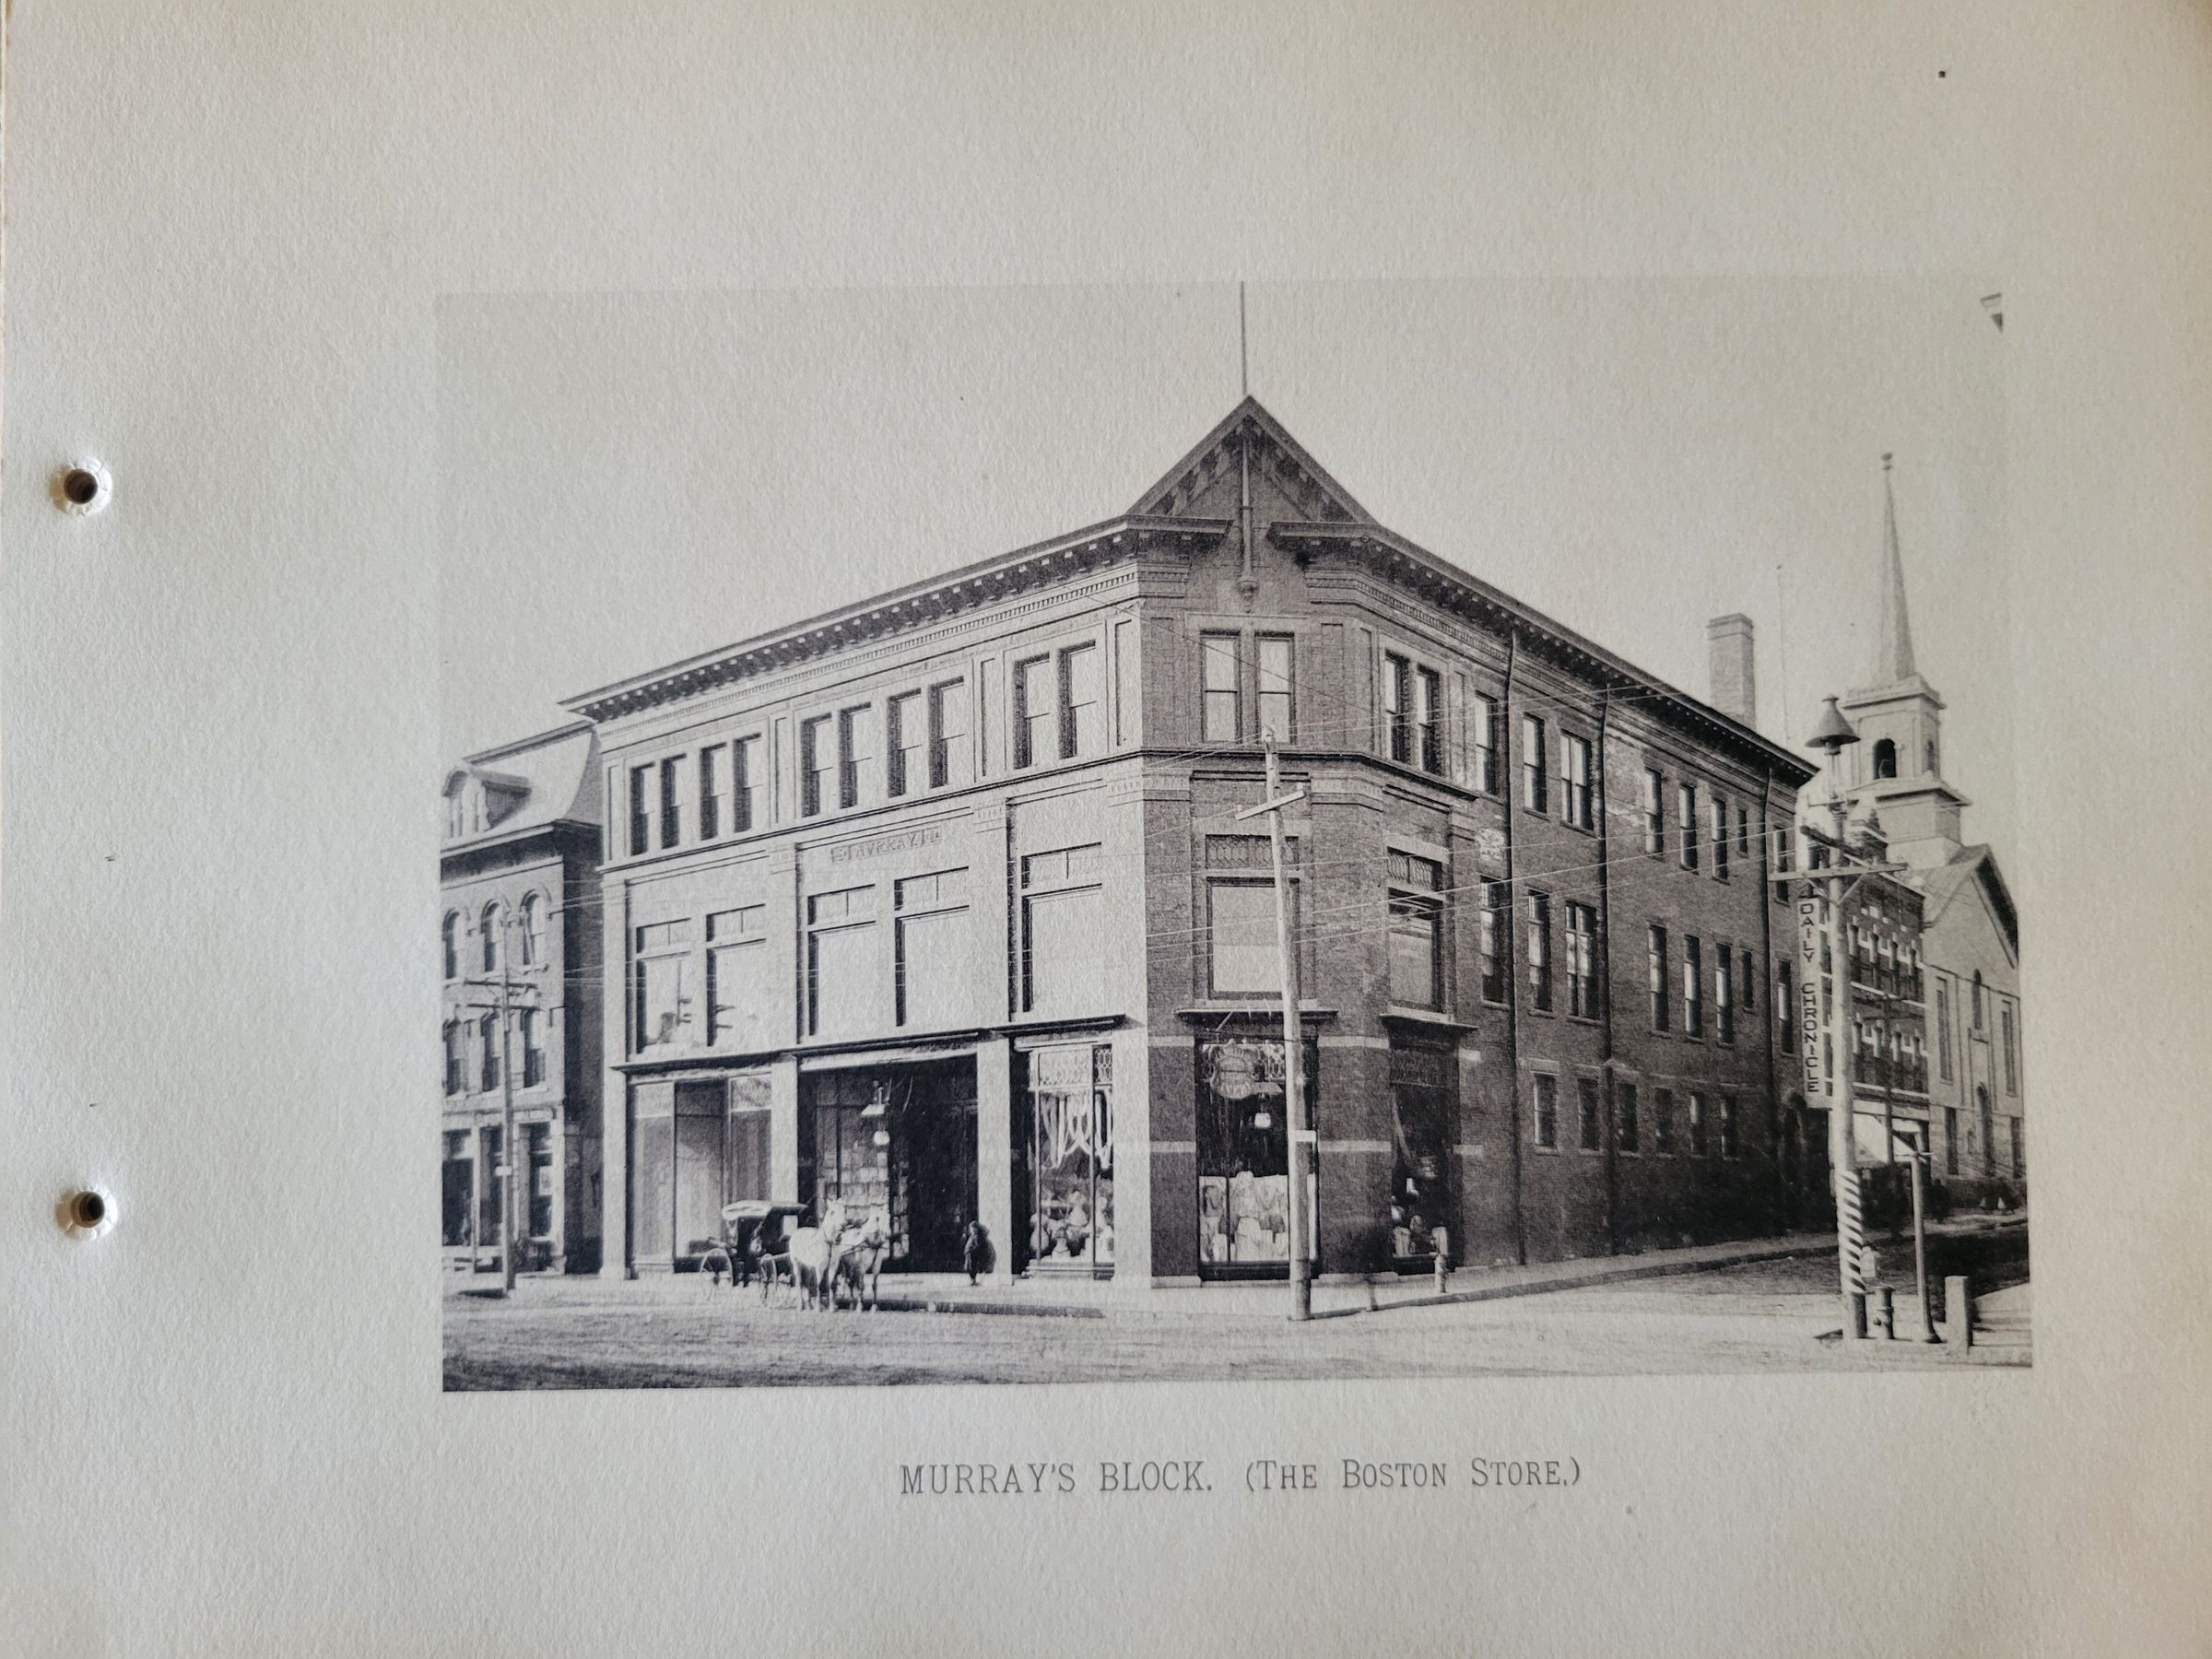 MURRAY
DAILY CHRONICLE
MURRAY'S BLOCK. (THE BOSTON STORE.)